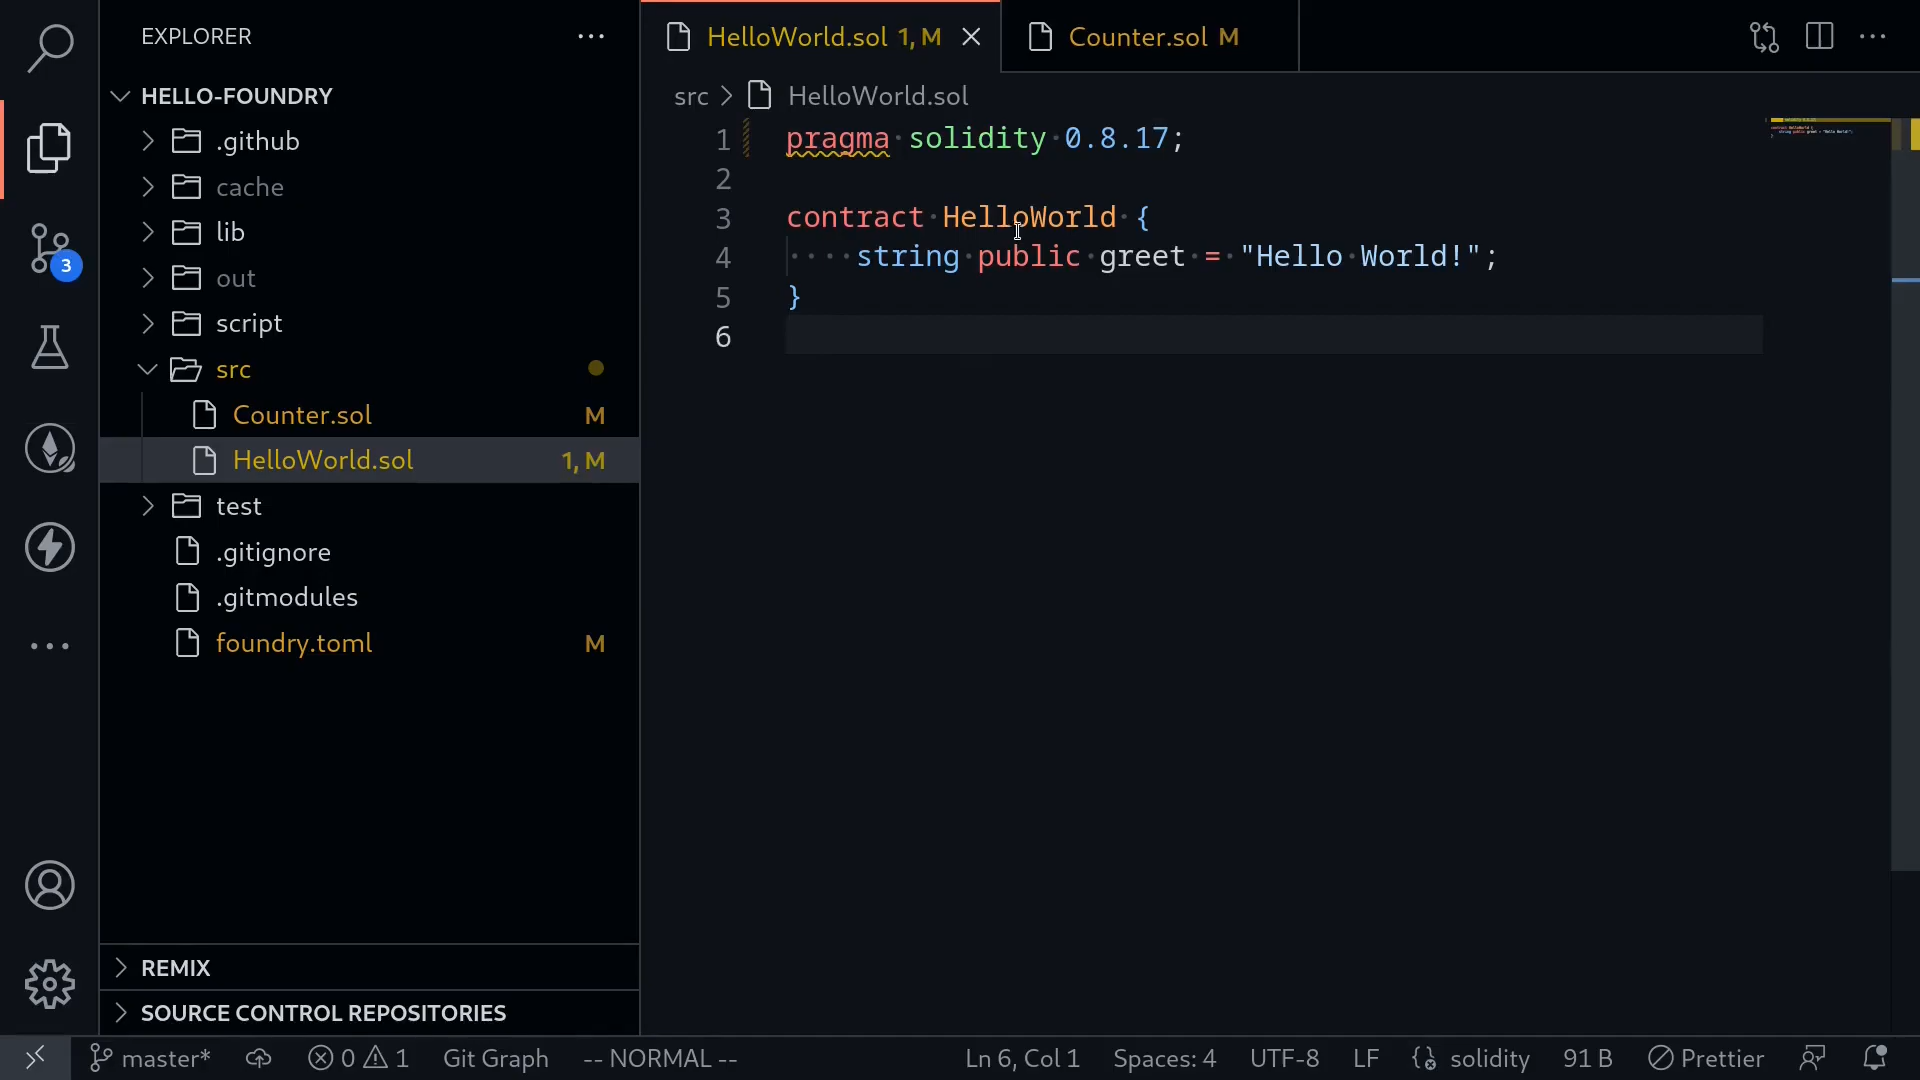 EXPLORER
HELLO-FOUNDRY
.github
cache
lib
out
script
src
Counter.sol M
HelloWorld.sol 1, M
test
.gitignore
.gitmodules
foundry.toml M
REMIX
SOURCE CONTROL REPOSITORIES
3
HelloWorld.sol 1, M
Counter.sol M
src > HelloWorld.sol
1 pragma solidity 0.8.17;
2
3 contract HelloWorld {
4 string public greet = "Hello World!";
5 }
6
master* 0 1 Git Graph -- NORMAL -- Ln 6, Col 1 Spaces: 4 UTF-8 LF solidity 91 B Prettier